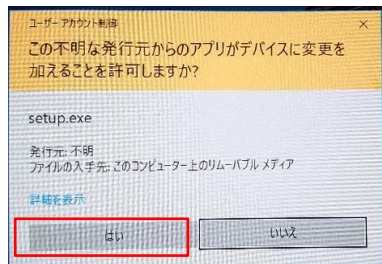 ユーザー アカウント制御
×
この不明な発行元からのアプリがデバイスに変更を
加えることを許可しますか?
setup.exe
発行元: 不明
ファイルの入手先: このコンピューター上のリムーバブル メディア
詳細を表示
はい
いいえ